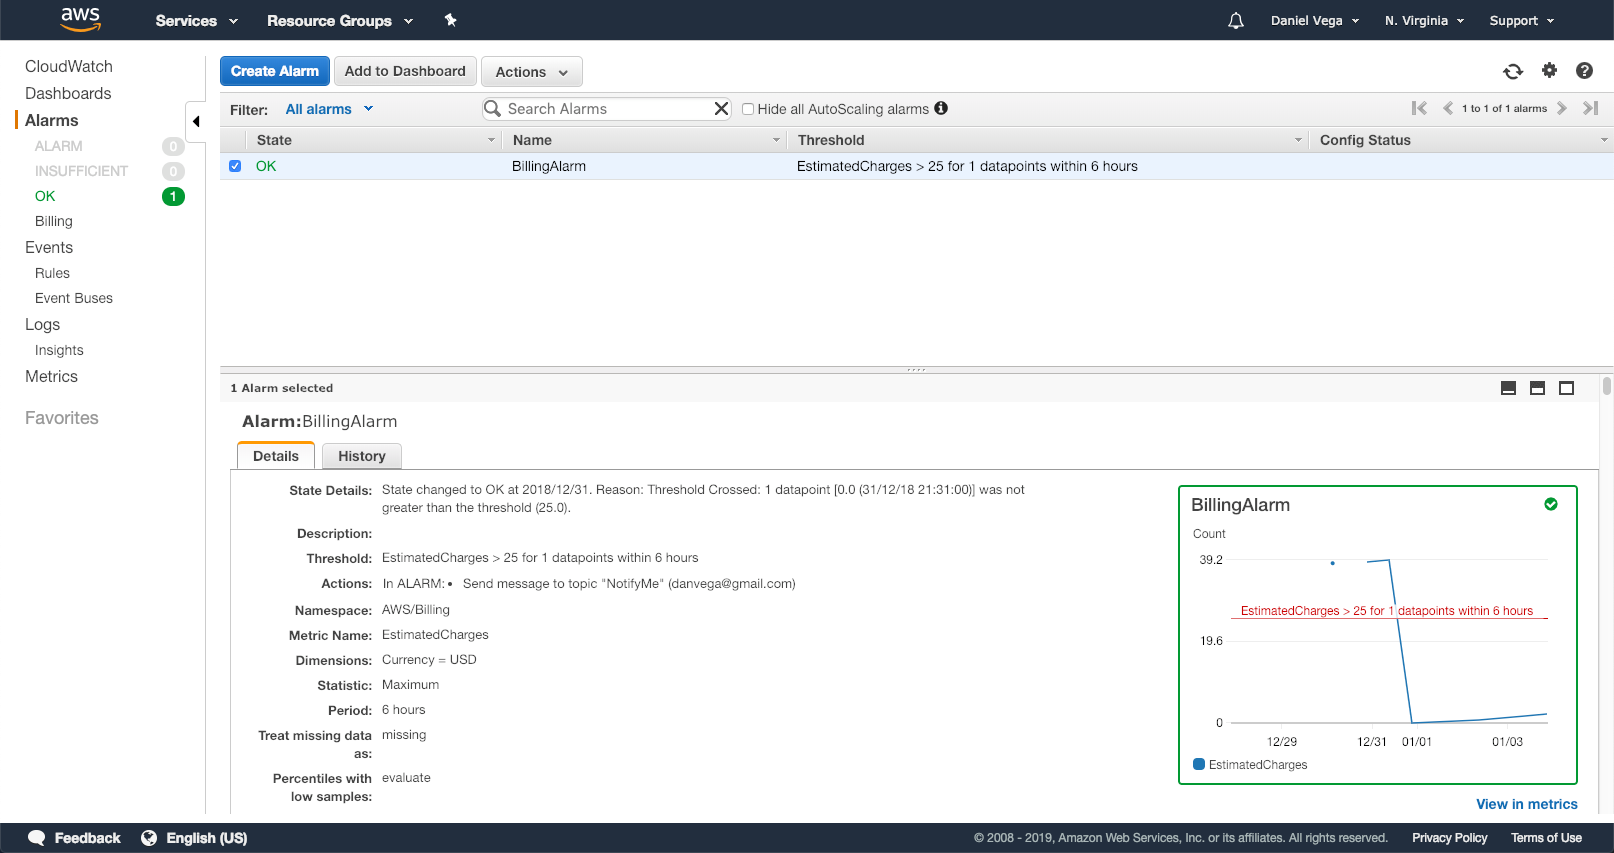 aws Services Resource Groups Daniel Vega N. Virginia Support
CloudWatch
Dashboards
Alarms
ALARM 0
INSUFFICIENT 0
OK 1
Billing
Events
Rules
Event Buses
Logs
Insights
Metrics
Favorites
Create Alarm Add to Dashboard Actions
Filter: All alarms Search Alarms Hide all AutoScaling alarms 1 to 1 of 1 alarms
State Name Threshold Config Status
OK BillingAlarm EstimatedCharges > 25 for 1 datapoints within 6 hours
1 Alarm selected
Alarm:BillingAlarm
Details History
State Details: State changed to OK at 2018/12/31. Reason: Threshold Crossed: 1 datapoint [0.0 (31/12/18 21:31:00)] was not
greater than the threshold (25.0).
Description:
Threshold: EstimatedCharges > 25 for 1 datapoints within 6 hours
Actions: In ALARM: • Send message to topic "NotifyMe" (danvega@gmail.com)
Namespace: AWS/Billing
Metric Name: EstimatedCharges
Dimensions: Currency = USD
Statistic: Maximum
Period: 6 hours
Treat missing data missing
as:
Percentiles with evaluate
low samples:
BillingAlarm
Count
39.2
EstimatedCharges > 25 for 1 datapoints within 6 hours
19.6
0
12/29 12/31 01/01 01/03
EstimatedCharges
View in metrics
Feedback English (US) © 2008 - 2019, Amazon Web Services, Inc. or its affiliates. All rights reserved. Privacy Policy Terms of Use